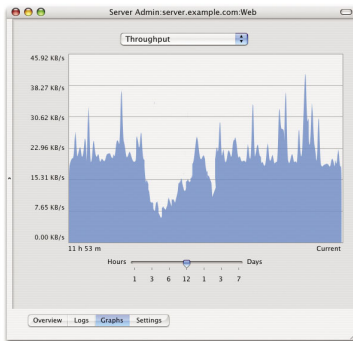 Server Admin:server.example.com:Web
Throughput
45.92 KB/s
38.27 KB/s
30.62 KB/s
22.96 KB/s
15.31 KB/s
7.65 KB/s
0.00 KB/s
11 h 53 m Current
Hours Days
1 3 6 12 1 3 7
Overview Logs Graphs Settings